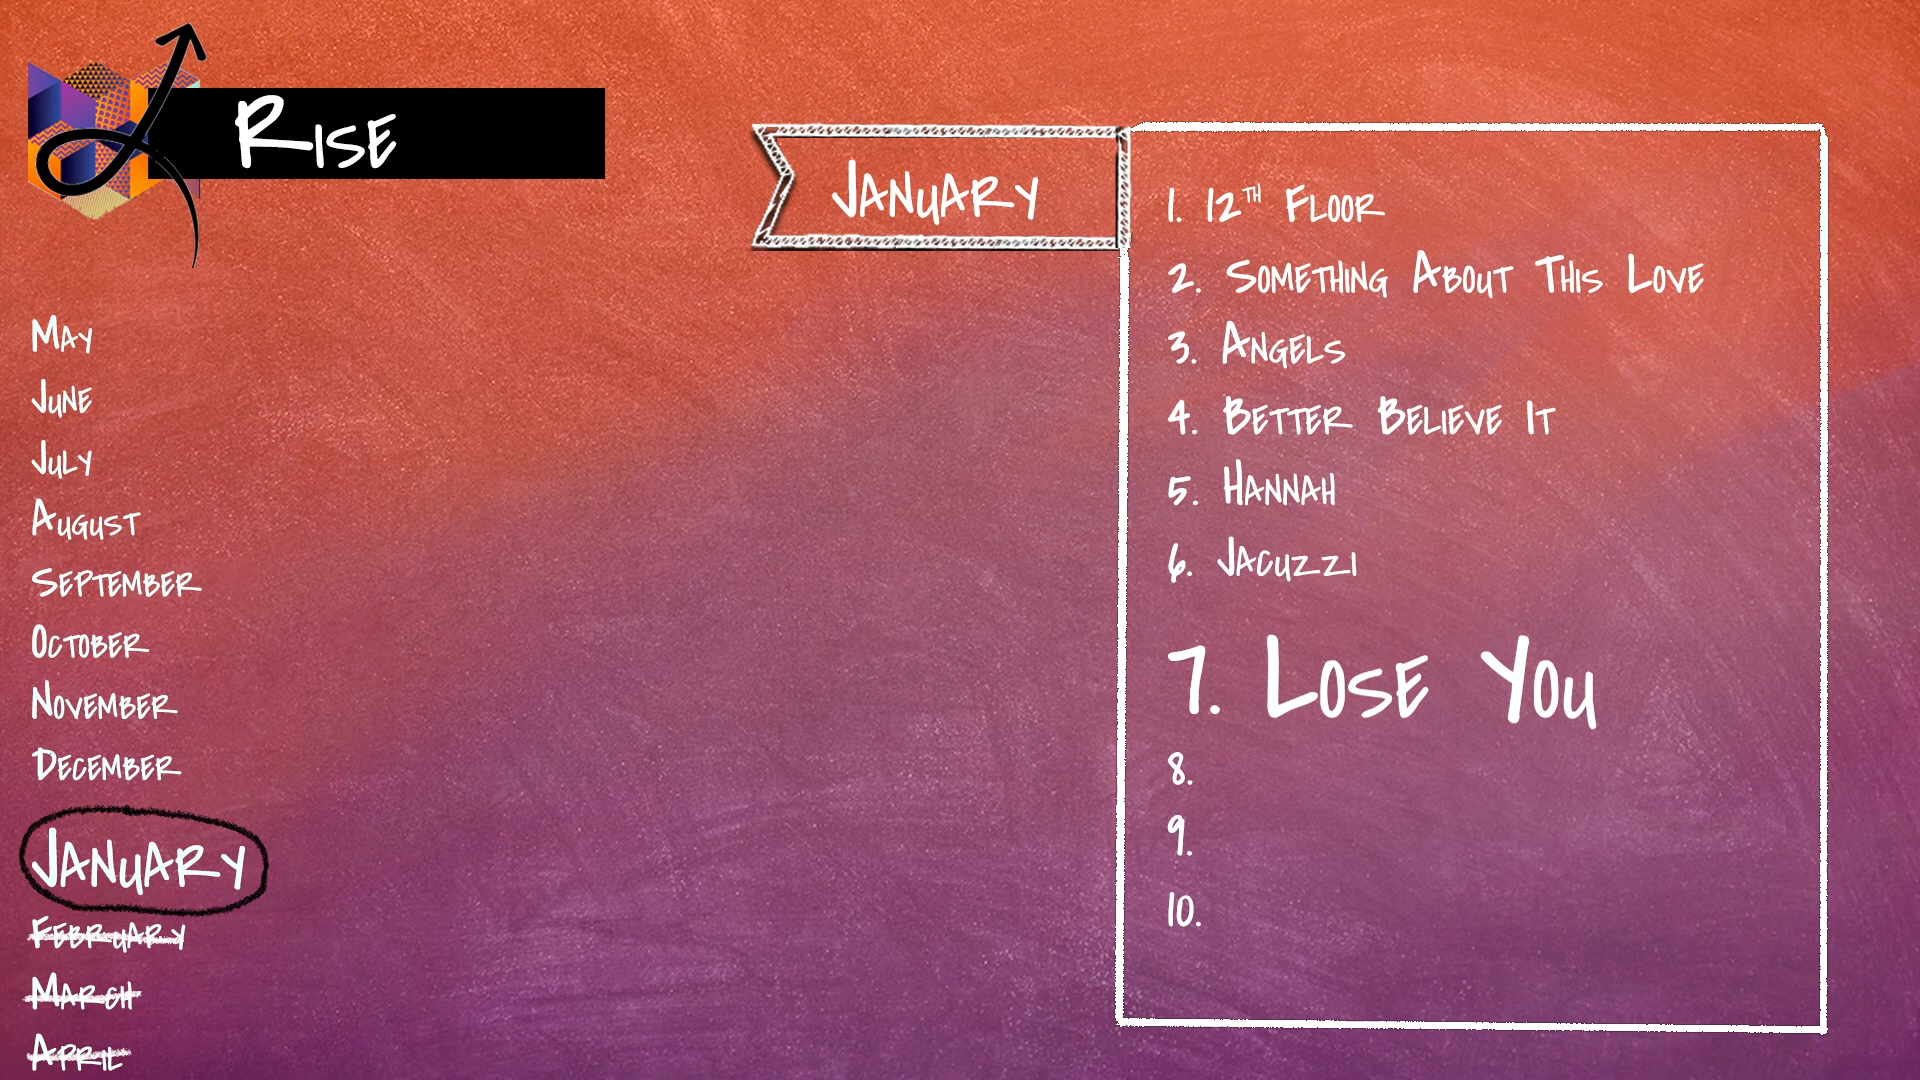 Rise
May
June
July
August
September
October
November
December
January
February
March
April
January
1. 12th Floor
2. Something About This Love
3. Angels
4. Better Believe It
5. Hannah
6. Jacuzzi
7. Lose You
8.
9.
10.